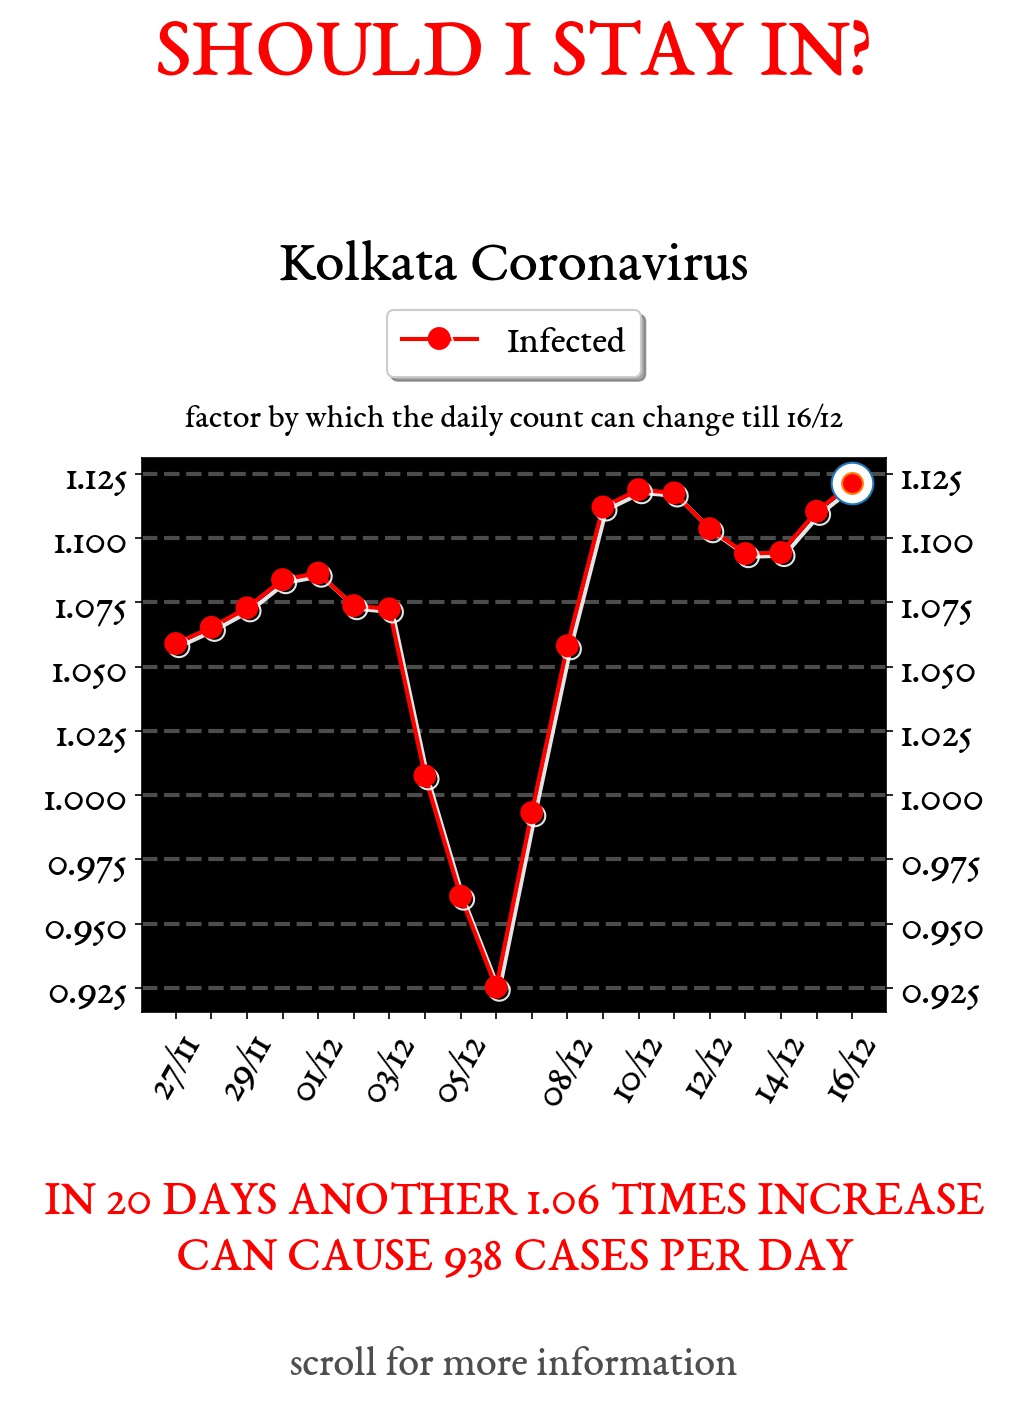 SHOULD I STAY IN?
Kolkata Coronavirus
Infected
factor by which the daily count can change till 16/12
1.125 1.125
1.100 1.100
1.075 1.075
1.050 1.050
1.025 1.025
1.000 1.000
0.975 0.975
0.950 0.950
0.925 0.925
27/11 29/11 01/12 03/12 05/12 08/12 10/12 12/12 14/12 16/12
IN 20 DAYS ANOTHER 1.06 TIMES INCREASE
CAN CAUSE 938 CASES PER DAY
scroll for more information